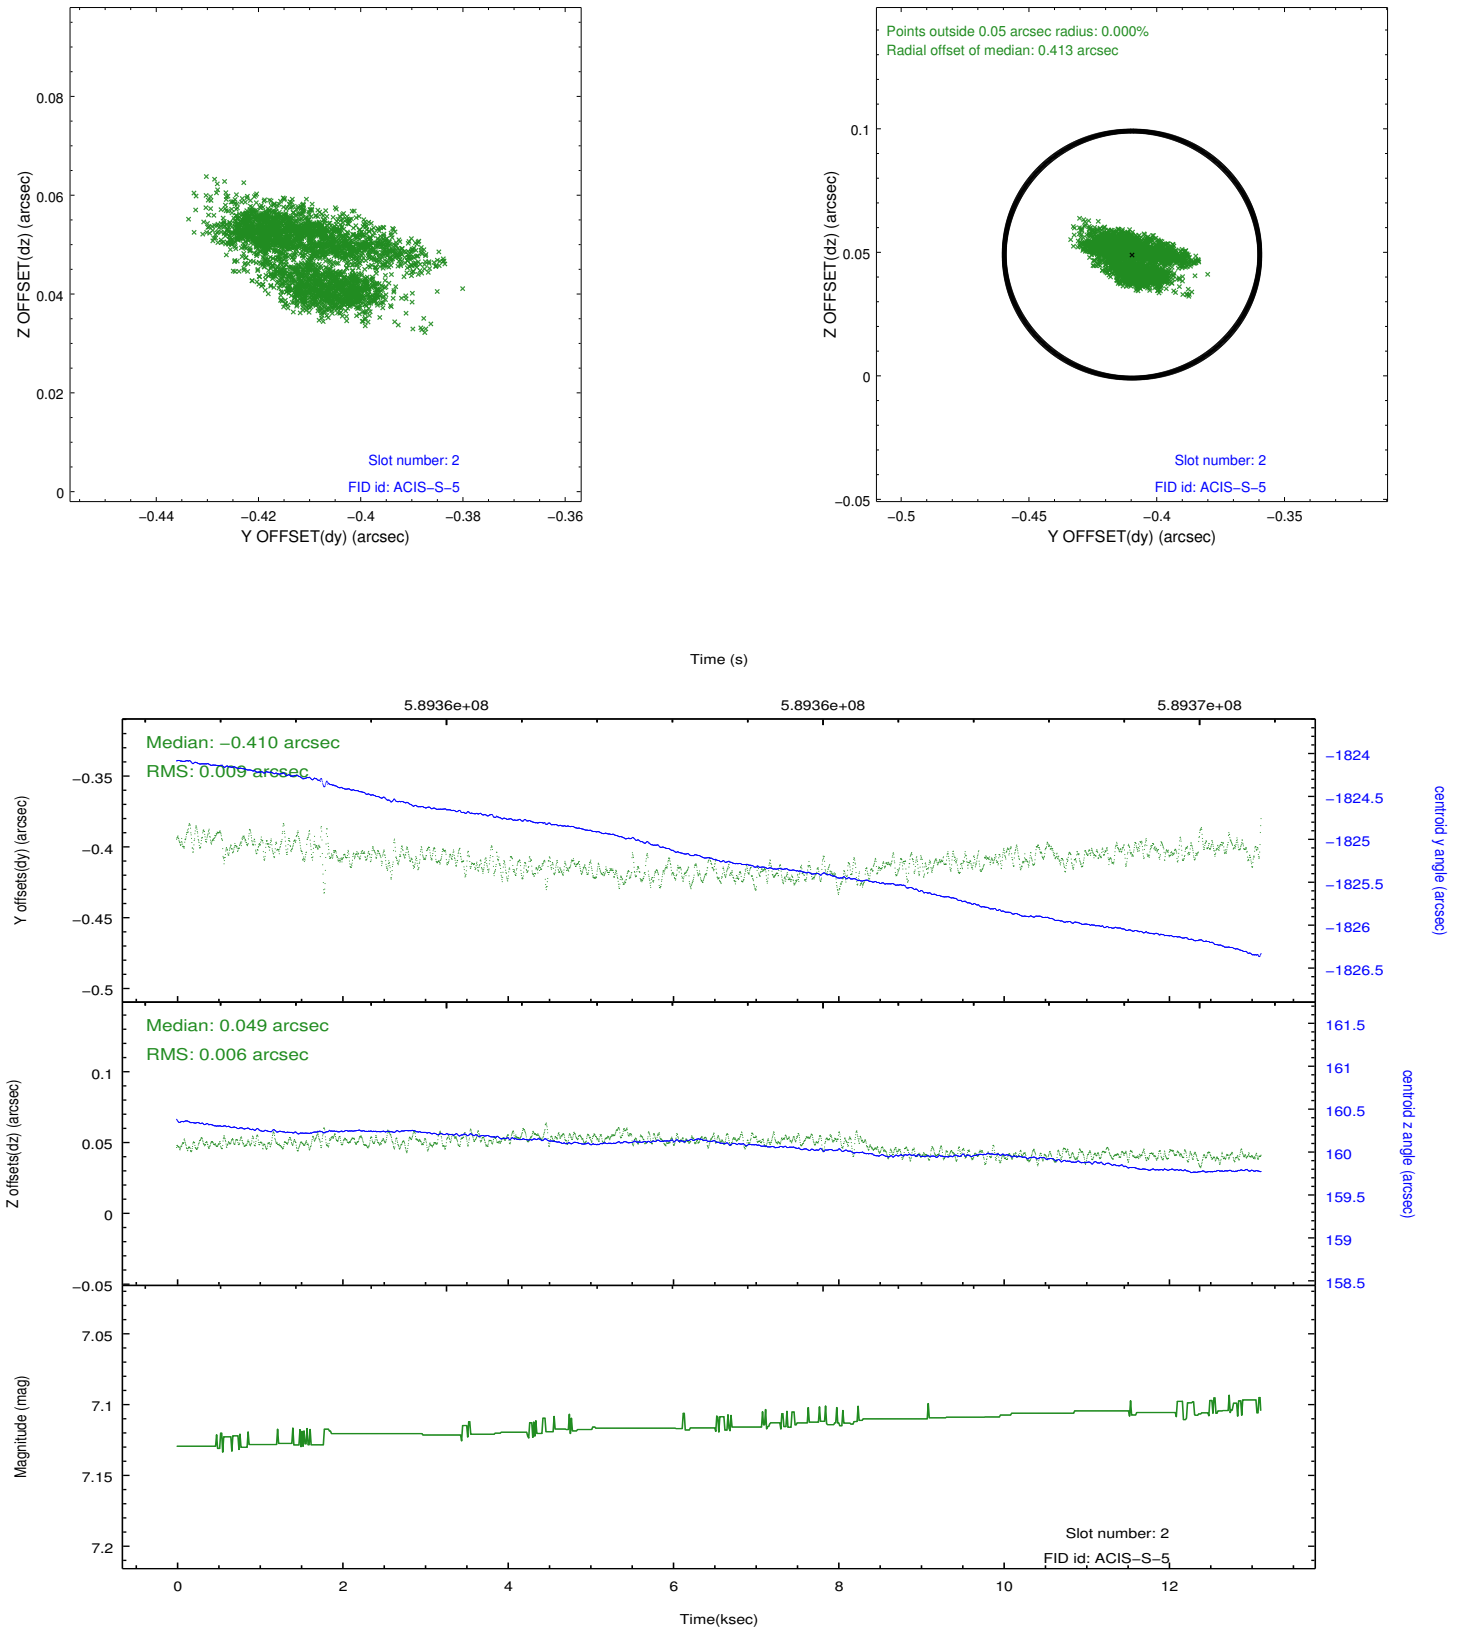 0.08
0.06
0.04
0.02
0
Z OFFSET(dz) (arcsec)
Slot number: 2
FID id: ACIS−S−5
−0.44
−0.42
−0.4
−0.38
−0.36
Y OFFSET(dy) (arcsec)
Points outside 0.05 arcsec radius: 0.000%
Radial offset of median: 0.413 arcsec
0.1
0.05
0
−0.05
Z OFFSET(dz) (arcsec)
Slot number: 2
FID id: ACIS−S−5
−0.5
−0.45
−0.4
−0.35
Y OFFSET(dy) (arcsec)
Time (s)
5.8936e+08
5.8936e+08
5.8937e+08
Median: −0.410 arcsec
RMS: 0.009 arcsec
−0.35
−0.4
−0.45
−0.5
Y offsets(dy) (arcsec)
−1824
−1824.5
−1825
−1825.5
−1826
−1826.5
centroid y angle (arcsec)
Median: 0.049 arcsec
RMS: 0.006 arcsec
0.1
0.05
0
−0.05
Z offsets(dz) (arcsec)
161.5
161
160.5
160
159.5
159
158.5
centroid z angle (arcsec)
7.05
7.1
7.15
7.2
Magnitude (mag)
Slot number: 2
FID id: ACIS−S−5
0
2
4
6
8
10
12
Time(ksec)